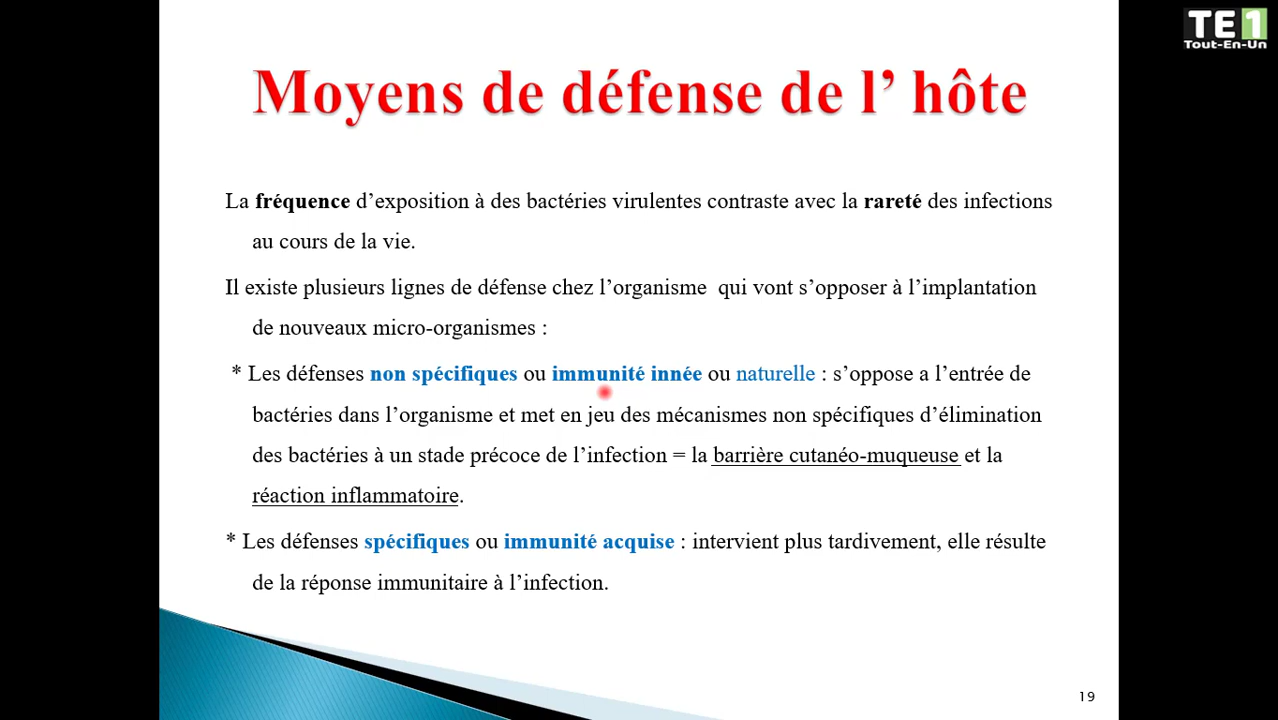 TE1
Tout-En-Un
Moyens de défense de l’ hôte
La fréquence d’exposition à des bactéries virulentes contraste avec la rareté des infections
au cours de la vie.
Il existe plusieurs lignes de défense chez l’organisme  qui vont s’opposer à l’implantation
de nouveaux micro-organismes :
* Les défenses non spécifiques ou immunité innée ou naturelle : s’oppose a l’entrée de
bactéries dans l’organisme et met en jeu des mécanismes non spécifiques d’élimination
des bactéries à un stade précoce de l’infection = la barrière cutanéo-muqueuse et la
réaction inflammatoire.
* Les défenses spécifiques ou immunité acquise : intervient plus tardivement, elle résulte
de la réponse immunitaire à l’infection.
19